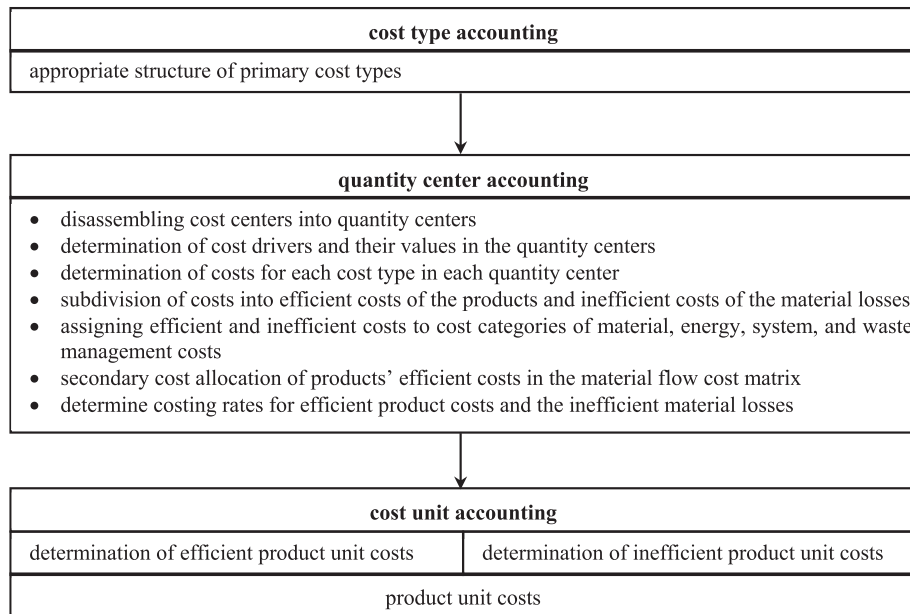 cost type accounting
appropriate structure of primary cost types
quantity center accounting
• disassembling cost centers into quantity centers
• determination of cost drivers and their values in the quantity centers
• determination of costs for each cost type in each quantity center
• subdivision of costs into efficient costs of the products and inefficient costs of the material losses
• assigning efficient and inefficient costs to cost categories of material, energy, system, and waste
management costs
• secondary cost allocation of products’ efficient costs in the material flow cost matrix
• determine costing rates for efficient product costs and the inefficient material losses
cost unit accounting
determination of efficient product unit costs
determination of inefficient product unit costs
product unit costs